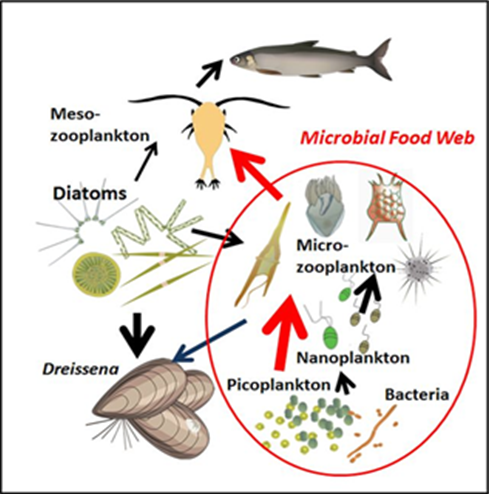 Meso-
zooplankton
Microbial Food Web
Diatoms
Micro-
zooplankton
Dreissena
Nanoplankton
Picoplankton
Bacteria